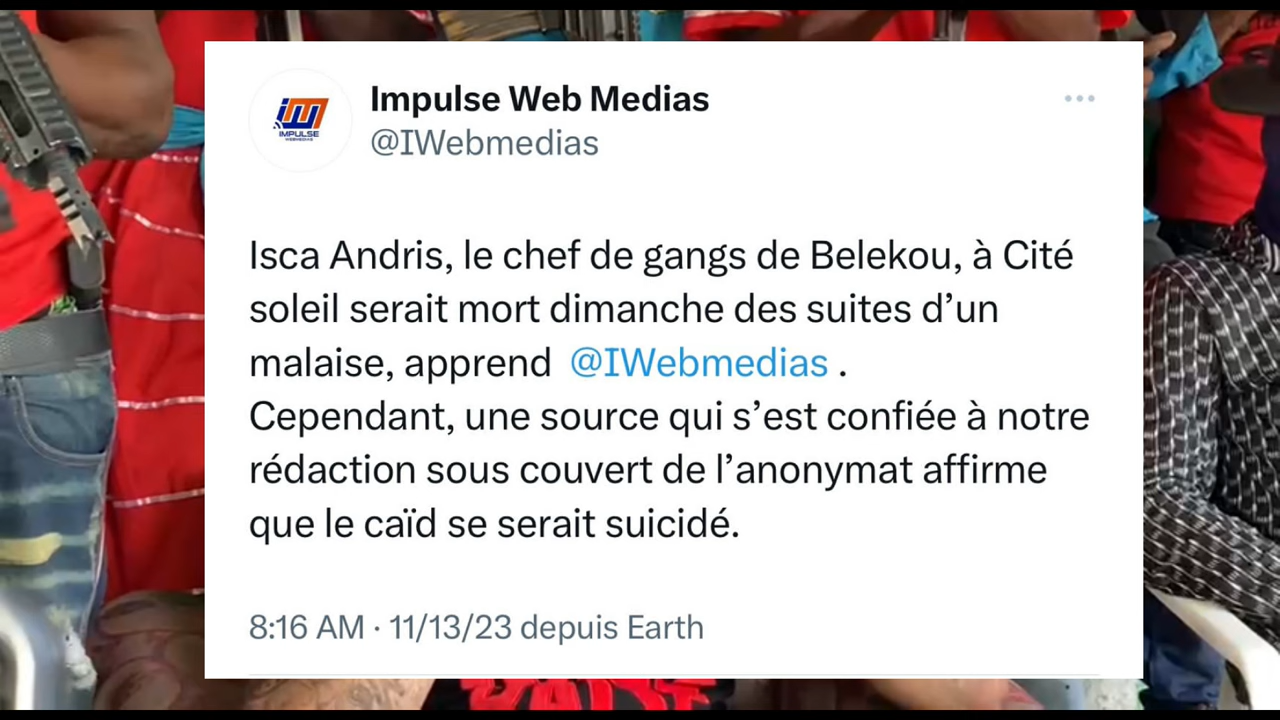 Impulse Web Medias
@IWebmedias
IMPULSE
WEBMEDIAS
Isca Andris, le chef de gangs de Belekou, à Cité
soleil serait mort dimanche des suites d’un
malaise, apprend @IWebmedias .
Cependant, une source qui s’est confiée à notre
rédaction sous couvert de l’anonymat affirme
que le caïd se serait suicidé.
8:16 AM · 11/13/23 depuis Earth